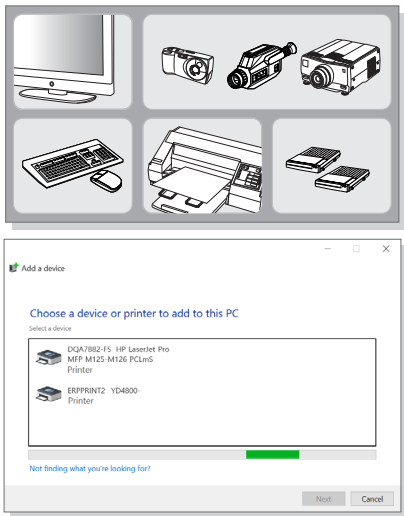 Add a device
Choose a device or printer to add to this PC
Select a device
DQA7882-F5 HP LaserJet Pro
MFP M125-M126 PCLmS
Printer
ERPPRINT2 YD4800-
Printer
Not finding what you're looking for?
Next
Cancel